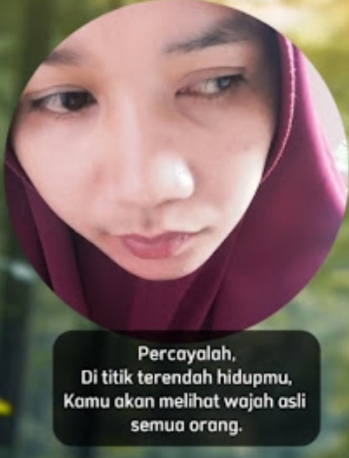 Percayalah,
Di titik terendah hidupmu,
Kamu akan melihat wajah asli
semua orang.